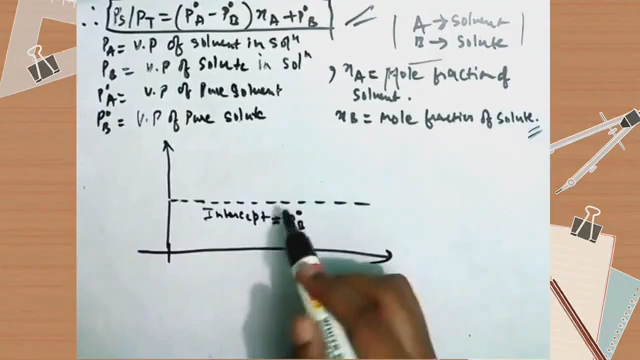 ∴ Ps/PT = (P°A - P°B) xA + P°B
A → Solvent
B → Solute
PA = V.P of solvent in solⁿ
PB = V.P of solute in solⁿ
P°A = V.P of Pure Solvent
P°B = V.P of Pure solute
, xA = Mole fraction of
solvent.
xB = Mole fraction of solute.
Intercept = P°B